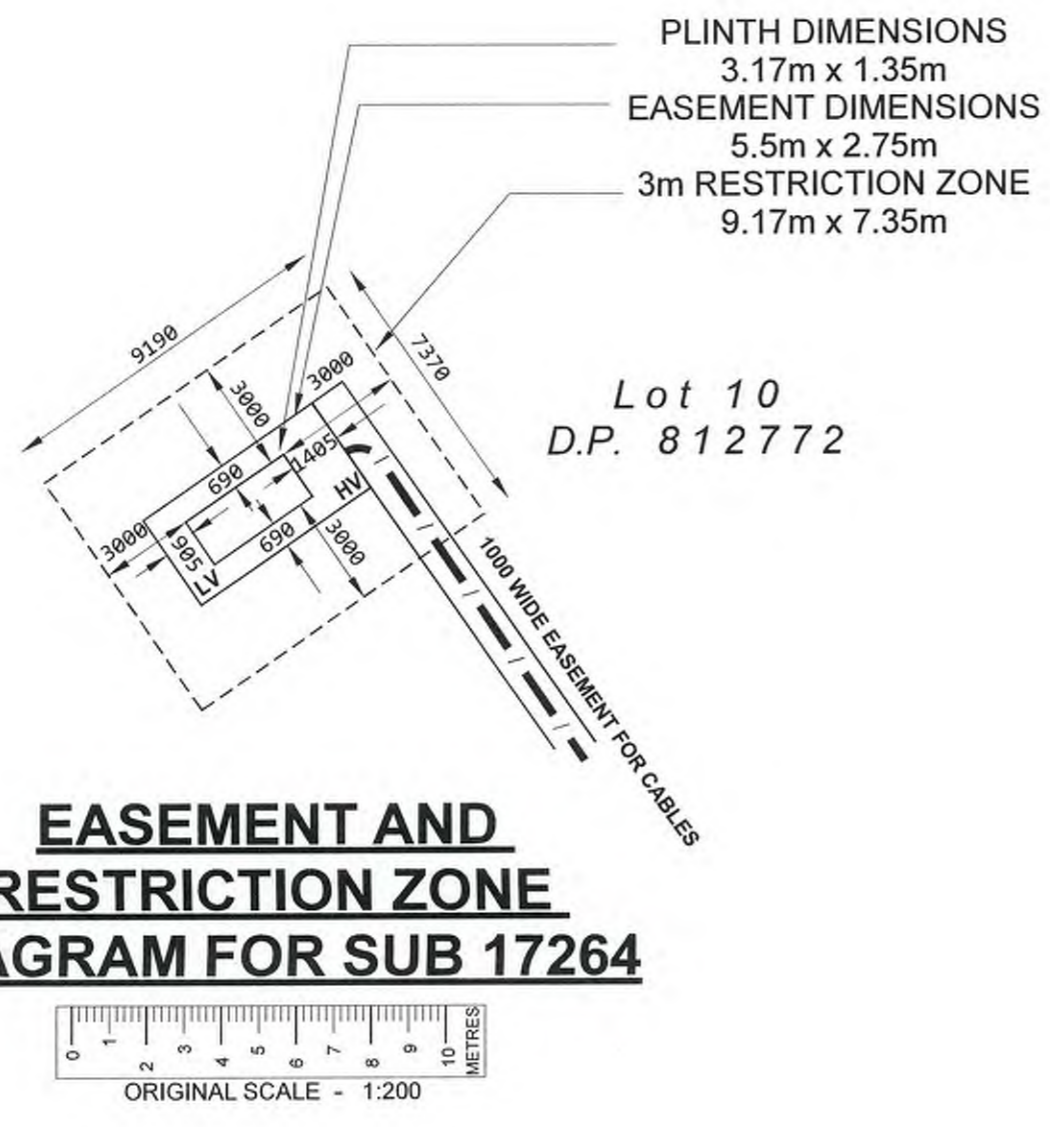 PLINTH DIMENSIONS
3.17m x 1.35m
EASEMENT DIMENSIONS
5.5m x 2.75m
3m RESTRICTION ZONE
9.17m x 7.35m
9190
7370
3000
3000
1405
690
HV
3000
905
LV
690
3000
Lot 10
D.P. 812772
1000 WIDE EASEMENT FOR CABLES
EASEMENT AND
RESTRICTION ZONE
AGRAM FOR SUB 17264
0 1 2 3 4 5 6 7 8 9 10 METRES
ORIGINAL SCALE - 1:200